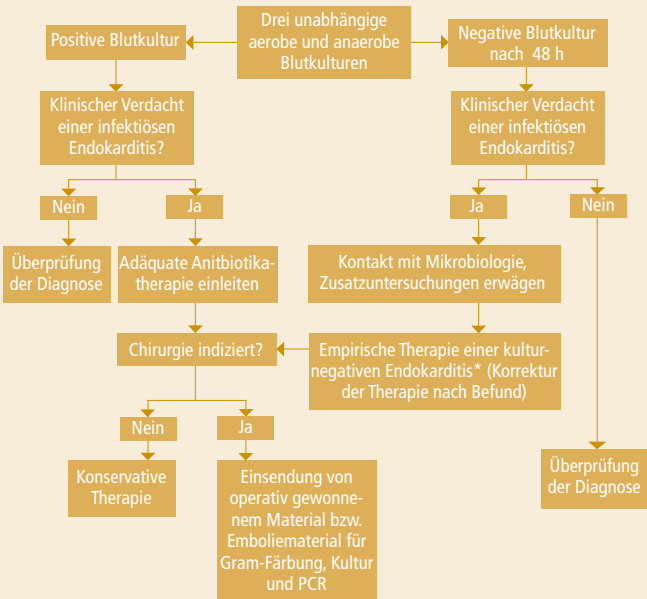 Drei unabhängige
aerobe und anaerobe
Blutkulturen
Positive Blutkultur
Negative Blutkultur
nach 48 h
Klinischer Verdacht
einer infektiösen
Endokarditis?
Klinischer Verdacht
einer infektiösen
Endokarditis?
Nein
Ja
Ja
Nein
Überprüfung
der Diagnose
Adäquate Anitbiotika-
therapie einleiten
Kontakt mit Mikrobiologie,
Zusatzuntersuchungen erwägen
Chirurgie indiziert?
Empirische Therapie einer kultur-
negativen Endokarditis* (Korrektur
der Therapie nach Befund)
Nein
Ja
Konservative
Therapie
Einsendung von
operativ gewonne-
nem Material bzw.
Emboliematerial für
Gram-Färbung, Kultur
und PCR
Überprüfung
der Diagnose